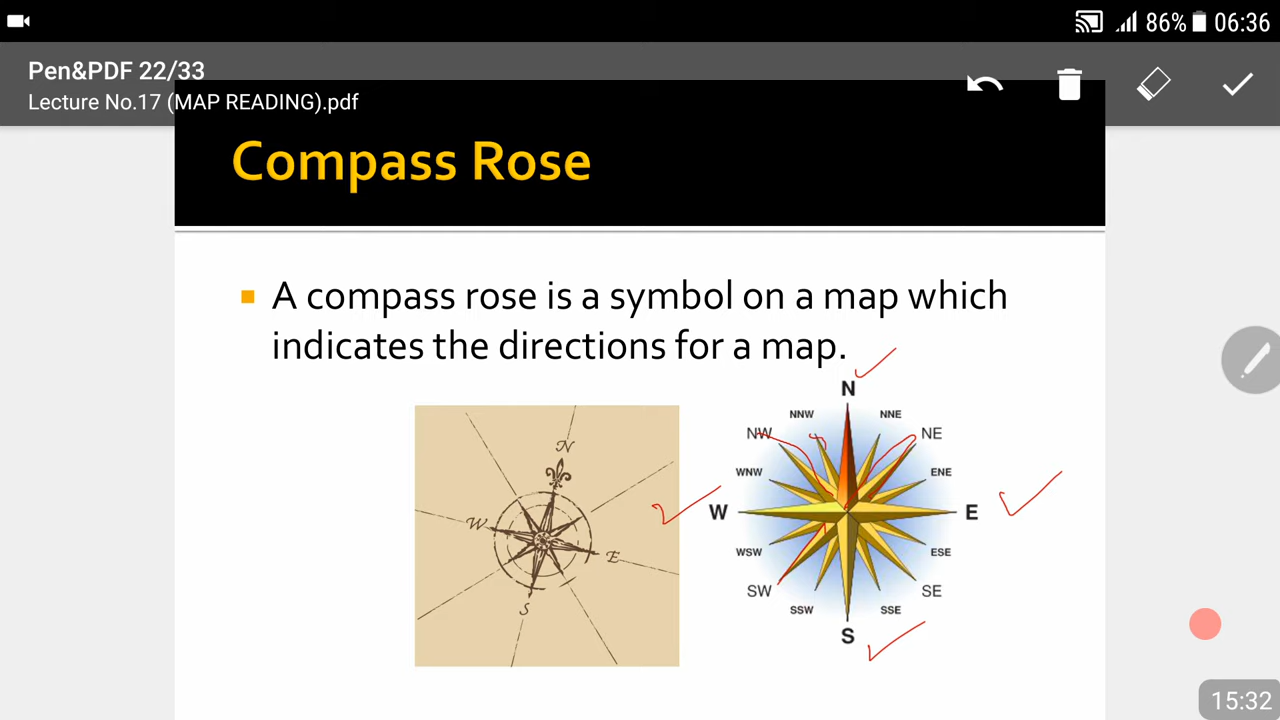 86% 06:36
Pen&PDF 22/33
Lecture No.17 (MAP READING).pdf
Compass Rose
A compass rose is a symbol on a map which
indicates the directions for a map.
N
W
E
S
N
NNW NNE
NW NE
WNW ENE
W E
WSW ESE
SW SE
SSW SSE
S
15:32